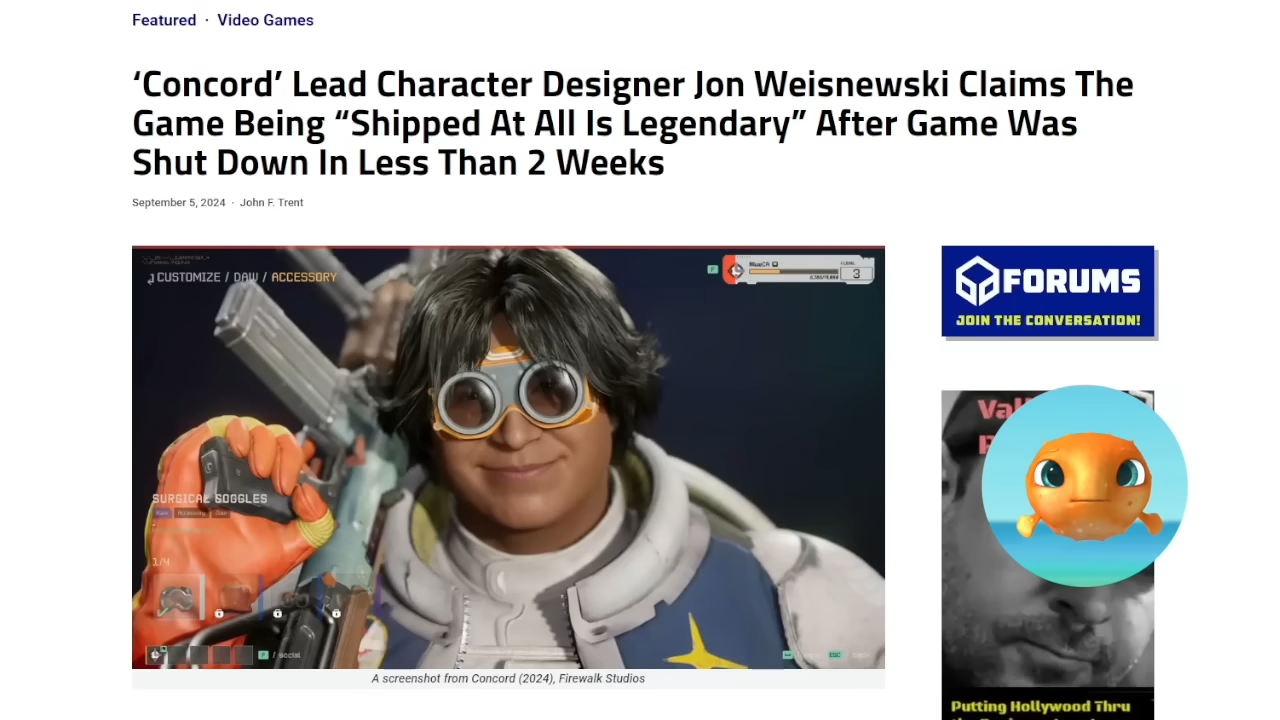 Featured · Video Games
‘Concord’ Lead Character Designer Jon Weisnewski Claims The
Game Being “Shipped At All Is Legendary” After Game Was
Shut Down In Less Than 2 Weeks
September 5, 2024 · John F. Trent
CUSTOMIZE / DAW / ACCESSORY
F
3
FORUMS
JOIN THE CONVERSATION!
SURGICAL GOGGLES
1/4
F / social
ESC
A screenshot from Concord (2024), Firewalk Studios
Putting Hollywood Thru